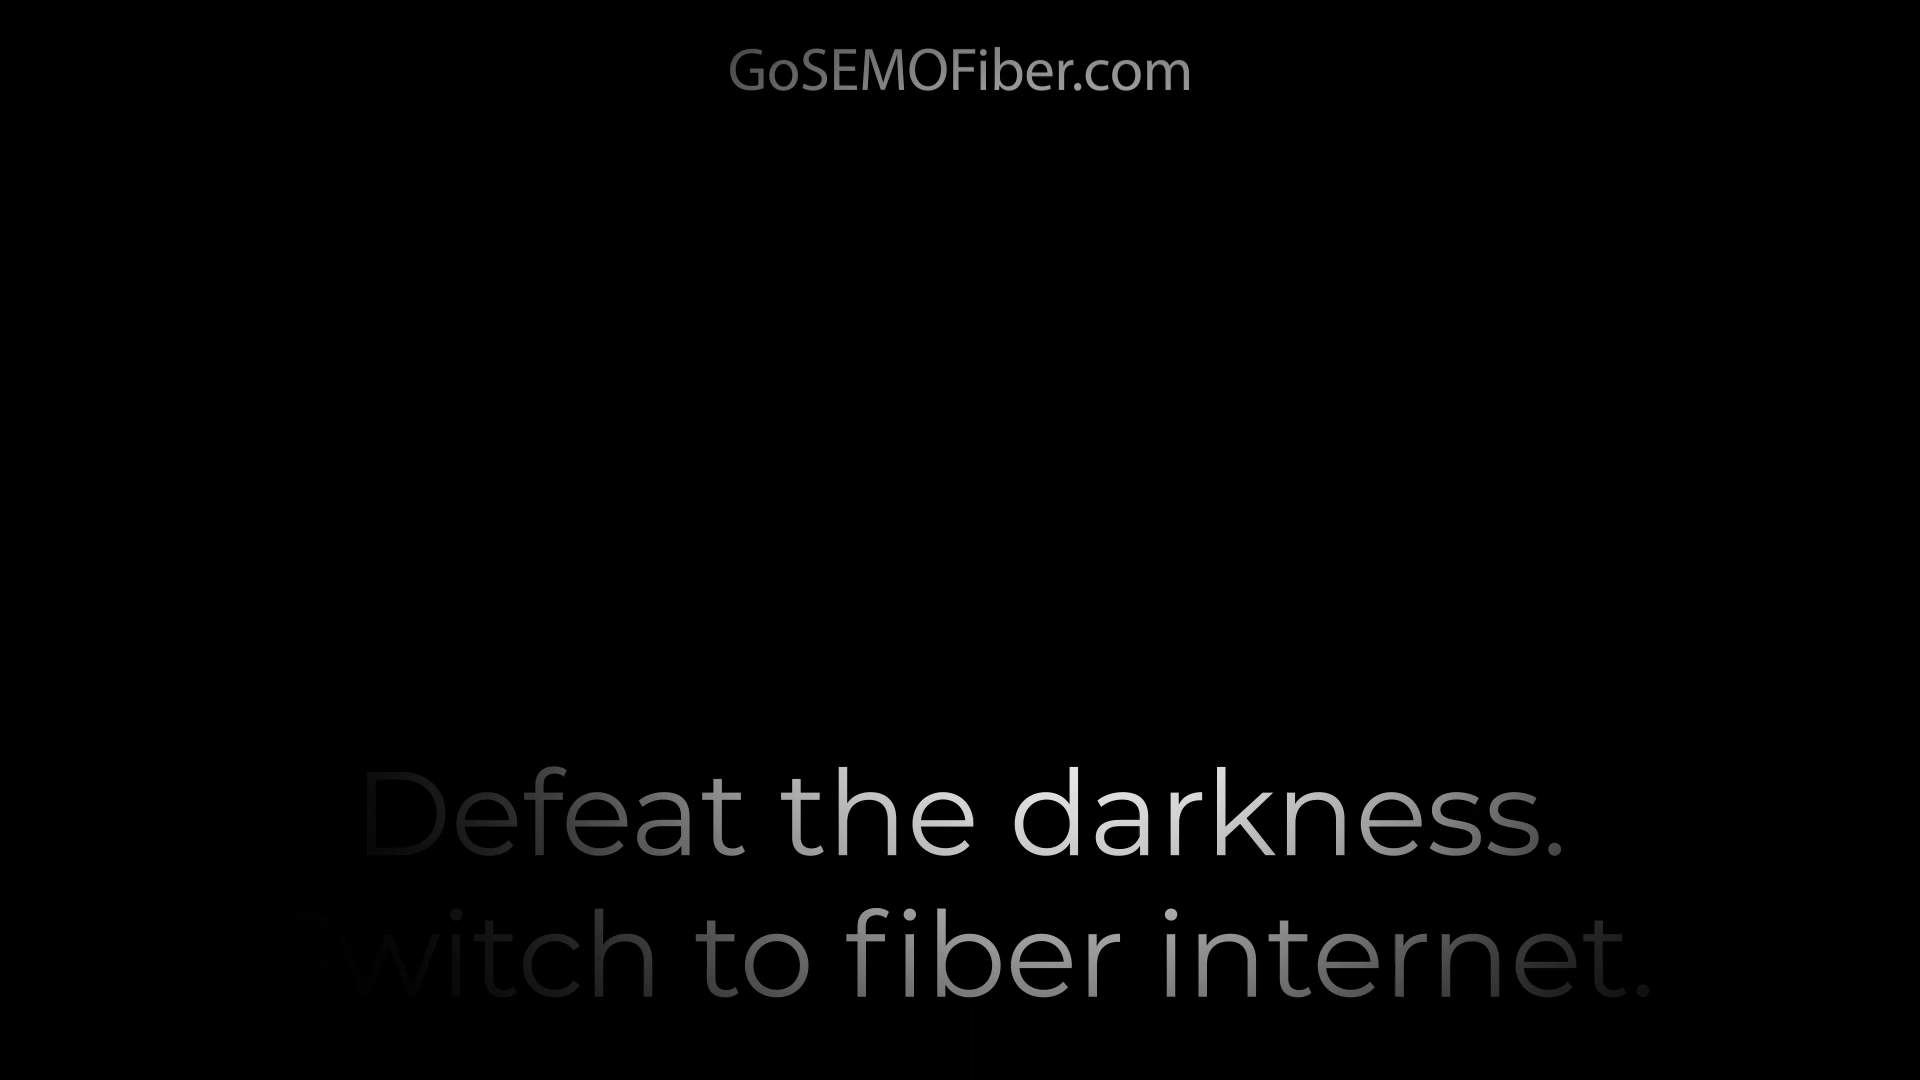 GoSEMOFiber.com
Defeat the darkness.
Switch to fiber internet.